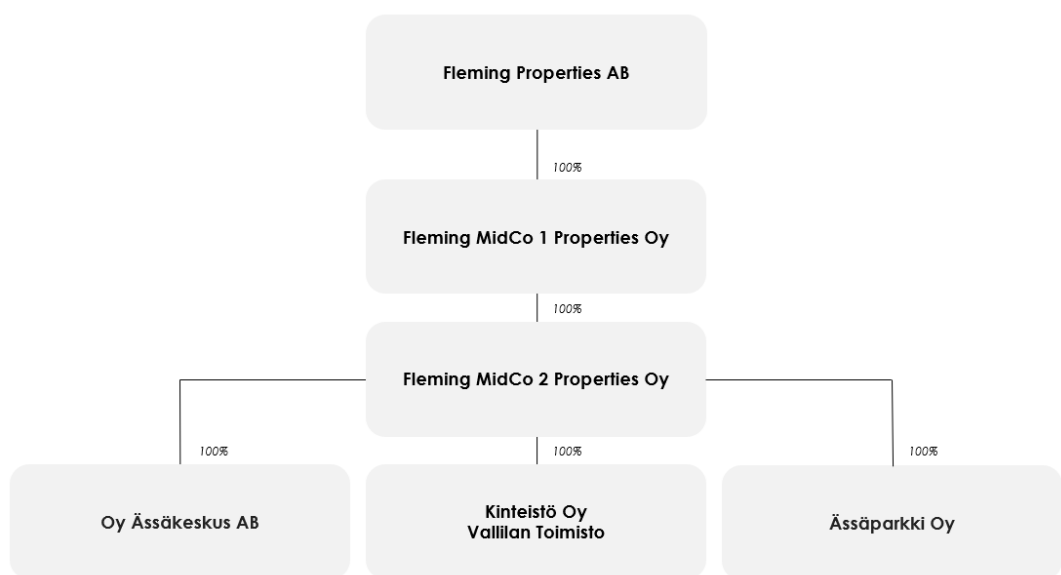 Fleming Properties AB
100%
Fleming MidCo 1 Properties Oy
100%
Fleming MidCo 2 Properties Oy
100%
100%
100%
Oy Ässäkeskus AB
Kinteistö Oy
Vallilan Toimisto
Ässäparkki Oy